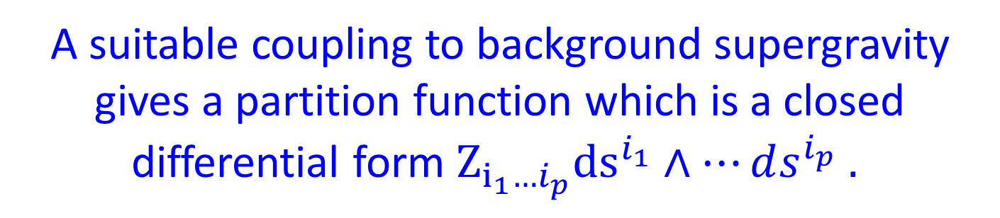 A suitable coupling to background supergravity
gives a partition function which is a closed
differential form Z_{i_1…i_p} ds^{i_1} ∧ ⋯ ds^{i_p} .